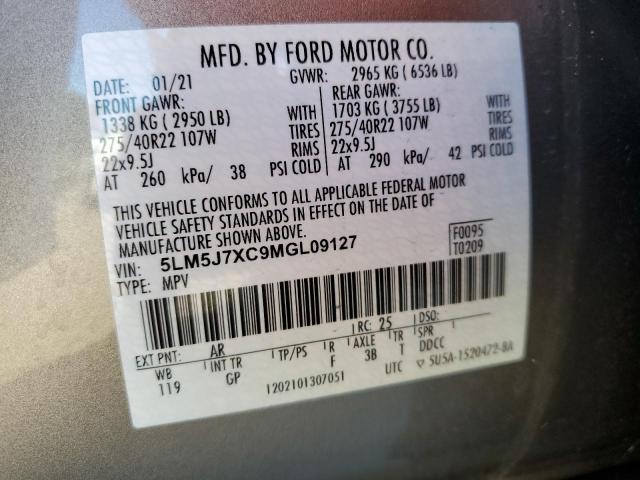 MFD. BY FORD MOTOR CO.
DATE: 01/21 GVWR: 2965 KG ( 6536 LB)
FRONT GAWR: REAR GAWR:
1338 KG ( 2950 LB) WITH 1703 KG ( 3755 LB) WITH
275/40R22 107W TIRES 275/40R22 107W TIRES
22x9.5J RIMS 22x9.5J RIMS
AT 260 kPa/ 38 PSI COLD AT 290 kPa/ 42 PSI COLD
THIS VEHICLE CONFORMS TO ALL APPLICABLE FEDERAL MOTOR
VEHICLE SAFETY STANDARDS IN EFFECT ON THE DATE OF
MANUFACTURE SHOWN ABOVE.
VIN: 5LM5J7XC9MGL09127 F0095
TYPE: MPV T0209
EXT PNT: AR RC: 25 DSO:
WB INT TR TP/PS R AXLE TR SPR
119 GP F 3B T DDCC
1202101307051 UTC ▽ 5U5A-1520472-BA